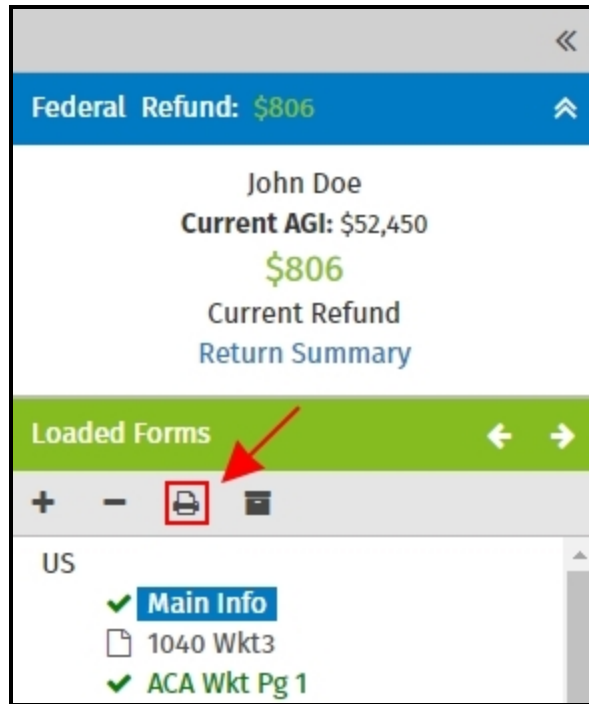 Federal Refund: $806
John Doe
Current AGI: $52,450
$806
Current Refund
Return Summary
Loaded Forms
US
Main Info
1040 Wkt3
ACA Wkt Pg 1